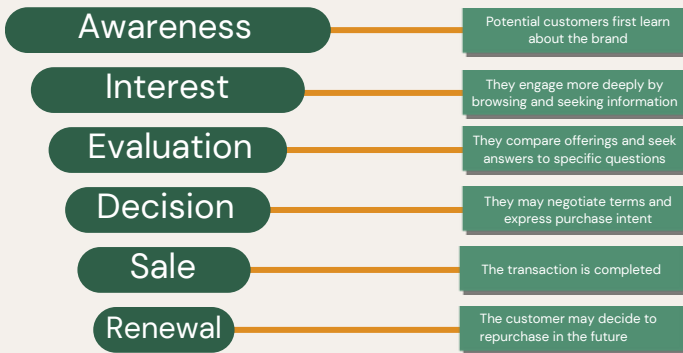 Awareness
Potential customers first learn
about the brand
Interest
They engage more deeply by
browsing and seeking information
Evaluation
They compare offerings and seek
answers to specific questions
Decision
They may negotiate terms and
express purchase intent
Sale
The transaction is completed
Renewal
The customer may decide to
repurchase in the future